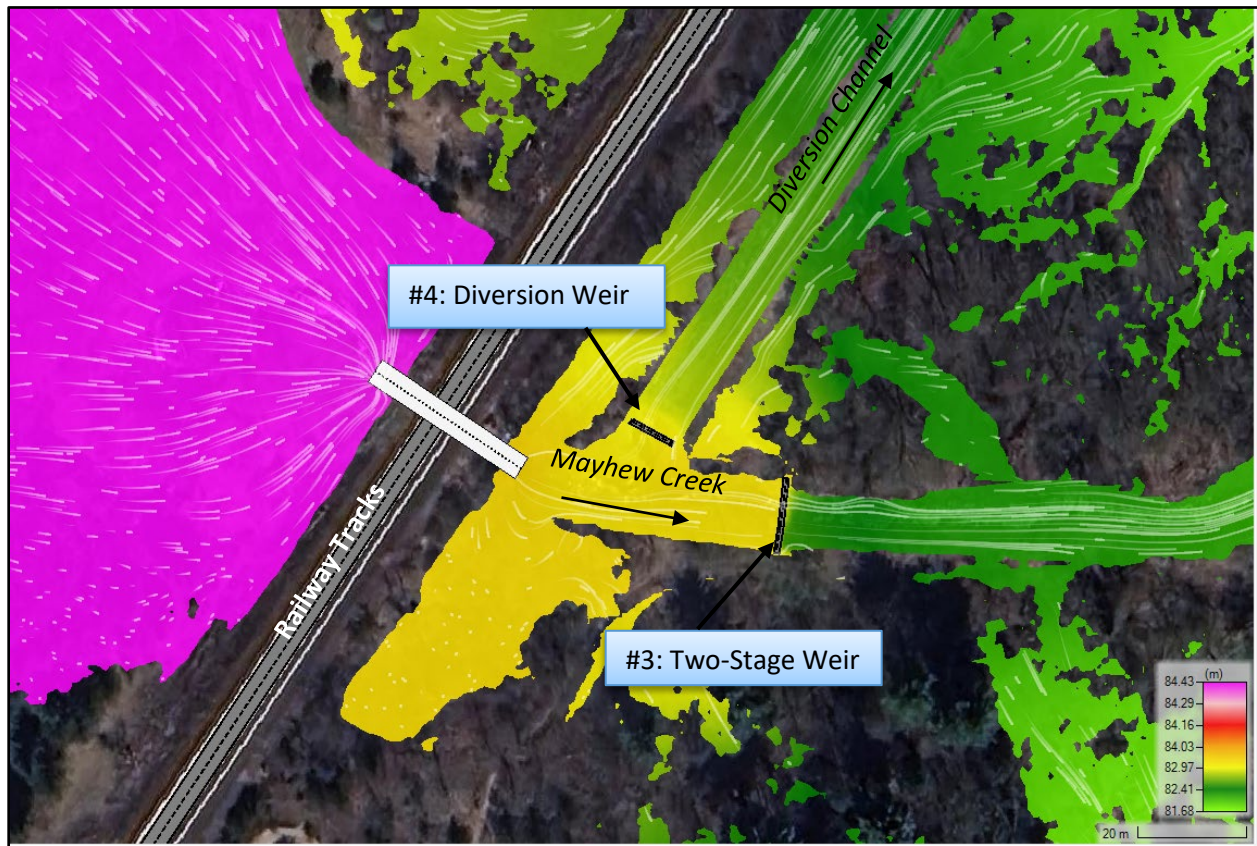 Diversion Channel
#4: Diversion Weir
Mayhew Creek
Railway Tracks
#3: Two-Stage Weir
(m)
84.43
84.29
84.16
84.03
82.97
82.41
81.68
20 m